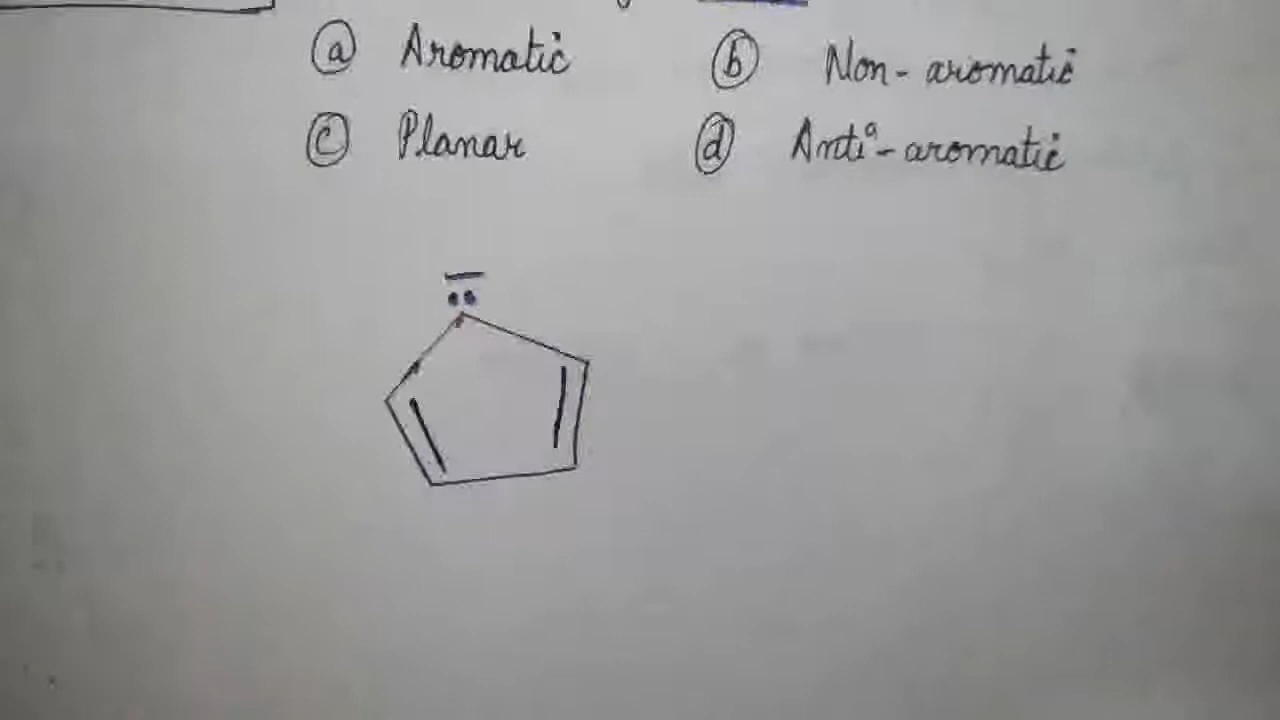 ⓐ Aromatic ⓑ Non-aromatic
ⓒ Planar ⓓ Anti-aromatic